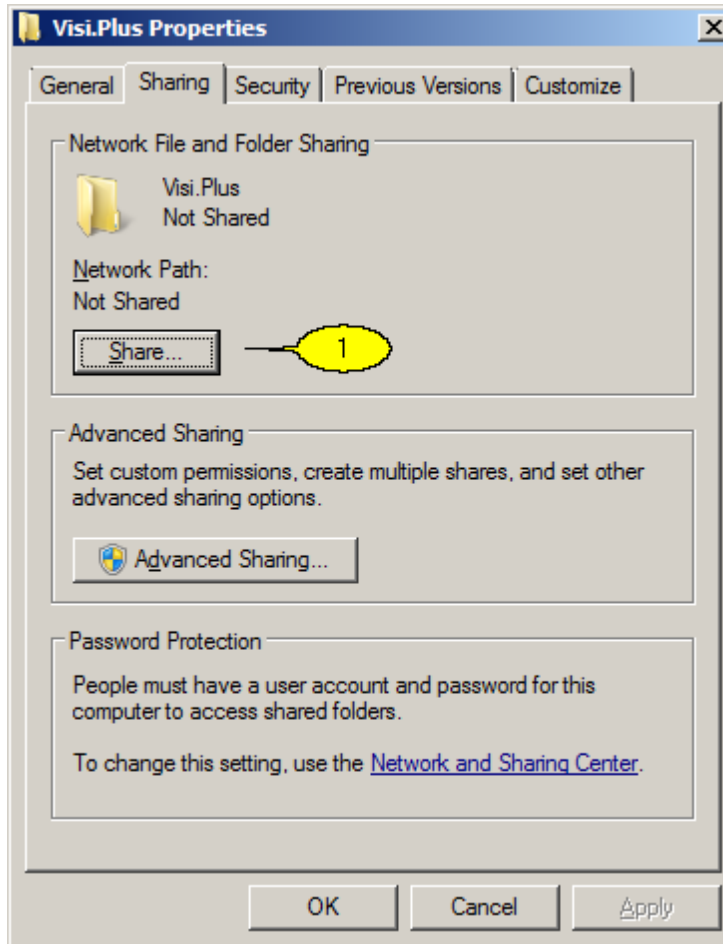 Visi.Plus Properties
General Sharing Security Previous Versions Customize
Network File and Folder Sharing
Visi.Plus
Not Shared
Network Path:
Not Shared
Share...
1
Advanced Sharing
Set custom permissions, create multiple shares, and set other
advanced sharing options.
Advanced Sharing...
Password Protection
People must have a user account and password for this
computer to access shared folders.
To change this setting, use the Network and Sharing Center.
OK Cancel Apply